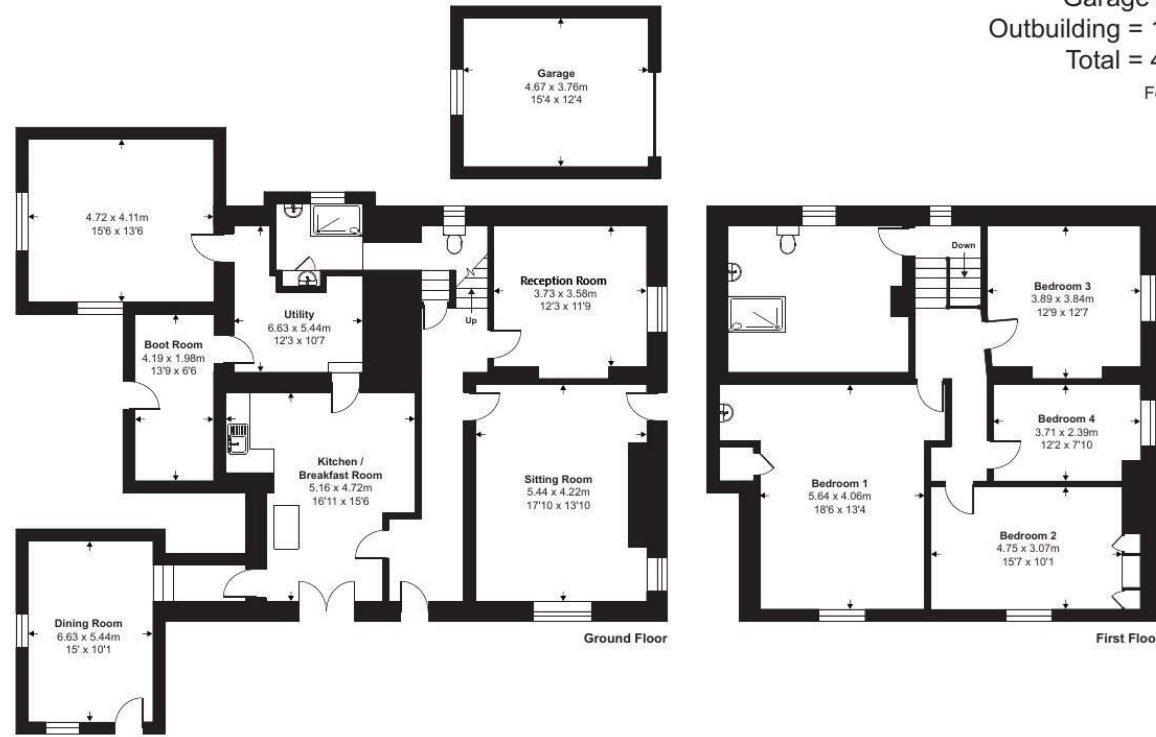 Garage
Outbuilding = 1
Total = 4
Garage
4.67 x 3.76m
15'4 x 12'4
4.72 x 4.11m
15'6 x 13'6
Reception Room
3.73 x 3.58m
12'3 x 11'9
Up
Utility
6.63 x 5.44m
12'3 x 10'7
Boot Room
4.19 x 1.98m
13'9 x 6'6
Kitchen /
Breakfast Room
5.16 x 4.72m
16'11 x 15'6
Sitting Room
5.44 x 4.22m
17'10 x 13'10
Dining Room
6.63 x 5.44m
15' x 10'1
Ground Floor
Down
Bedroom 3
3.89 x 3.84m
12'9 x 12'7
Bedroom 4
3.71 x 2.39m
12'2 x 7'10
Bedroom 1
5.64 x 4.06m
18'6 x 13'4
Bedroom 2
4.75 x 3.07m
15'7 x 10'1
First Floo